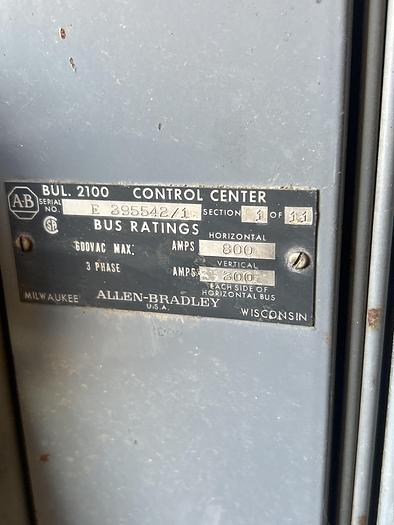 A-B BUL. 2100 CONTROL CENTER
SERIAL NO. E 395542/1 SECTION 1 OF 11
SA
BUS RATINGS
HORIZONTAL
600VAC MAX. AMPS 800
VERTICAL
3 PHASE AMPS 300
EACH SIDE OF
HORIZONTAL BUS
MILWAUKEE ALLEN-BRADLEY WISCONSIN
U.S.A.